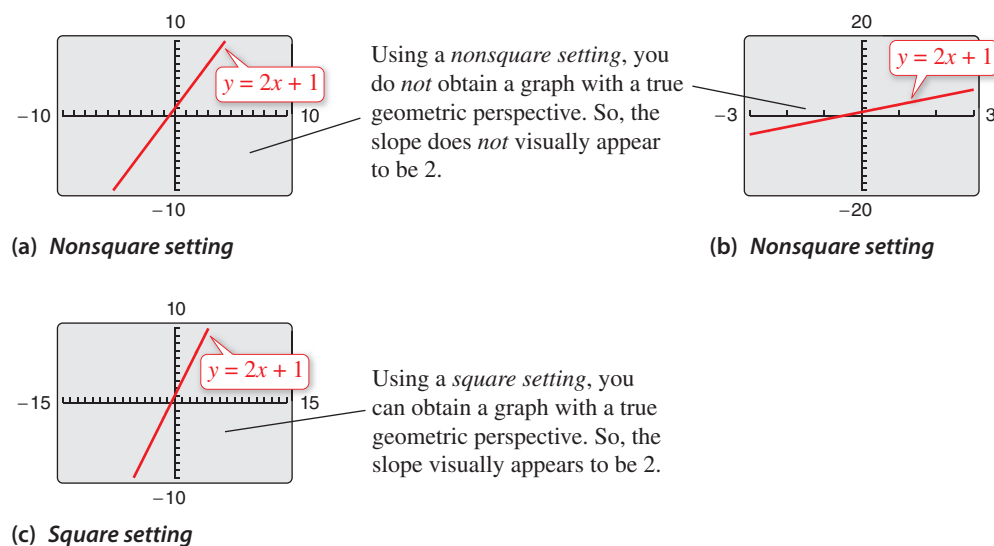 10
y = 2x + 1
−10
10
−10
(a) Nonsquare setting
Using a nonsquare setting, you
do not obtain a graph with a true
geometric perspective. So, the
slope does not visually appear
to be 2.
20
y = 2x + 1
−3
3
−20
(b) Nonsquare setting
10
y = 2x + 1
−15
15
−10
(c) Square setting
Using a square setting, you
can obtain a graph with a true
geometric perspective. So, the
slope visually appears to be 2.